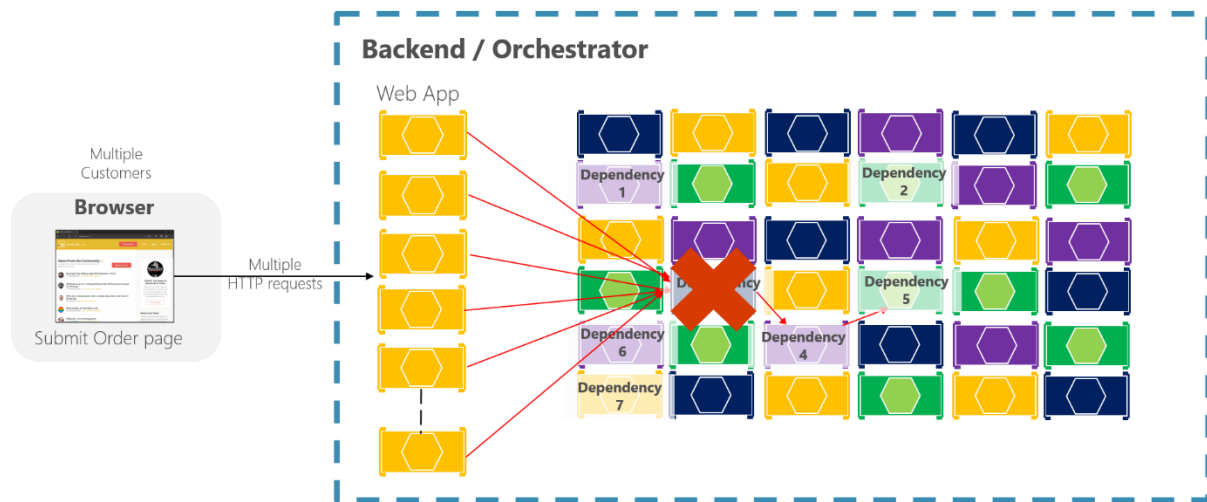 Backend / Orchestrator
Web App
Multiple
Customers
Browser
Submit Order page
Multiple
HTTP requests
Dependency
1
Dependency
2
Dependency
5
Dependency
6
Dependency
4
Dependency
7